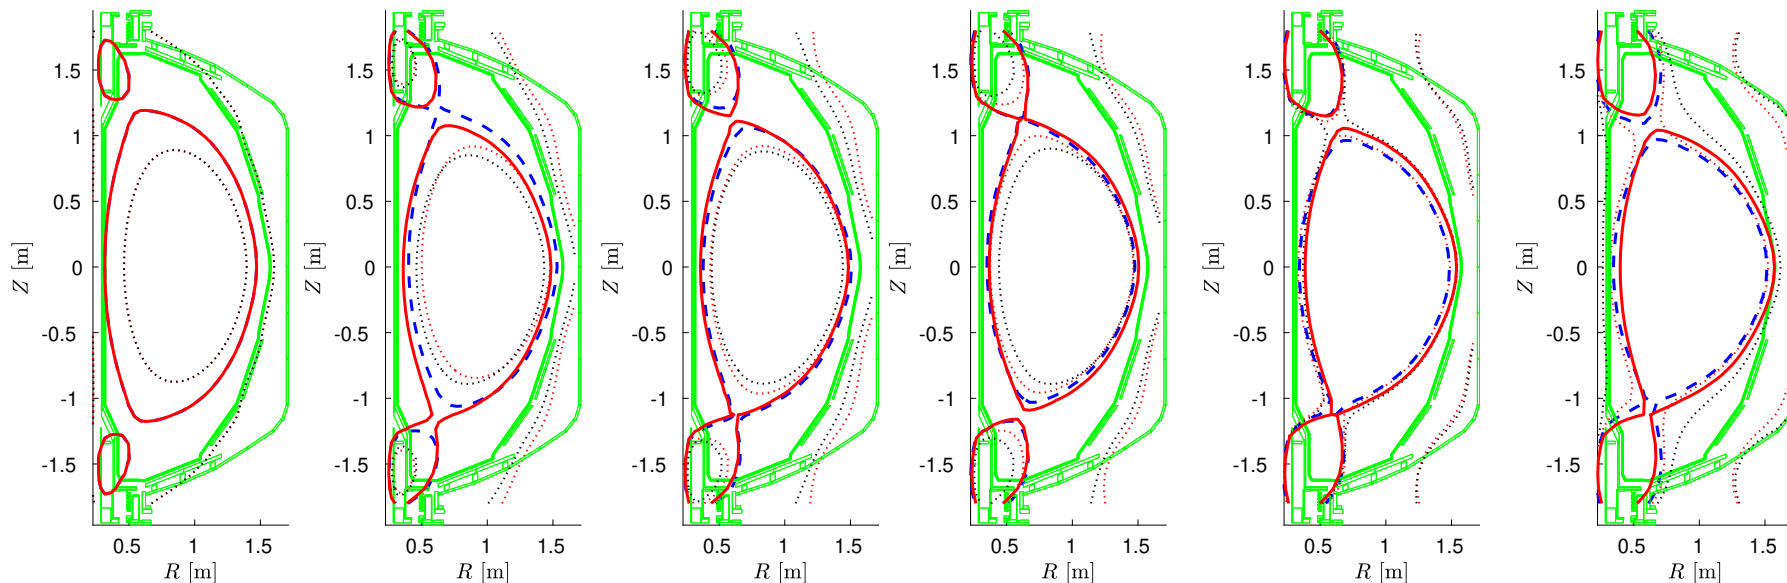 1.5 1.5 1.5 1.5 1.5 1.5
1 1 1 1 1 1
0.5 0.5 0.5 0.5 0.5 0.5
Z [m] Z [m] Z [m] Z [m] Z [m] Z [m]
0 0 0 0 0 0
-0.5 -0.5 -0.5 -0.5 -0.5 -0.5
-1 -1 -1 -1 -1 -1
-1.5 -1.5 -1.5 -1.5 -1.5 -1.5
0.5 1 1.5 0.5 1 1.5 0.5 1 1.5 0.5 1 1.5 0.5 1 1.5 0.5 1 1.5
R [m] R [m] R [m] R [m] R [m] R [m]